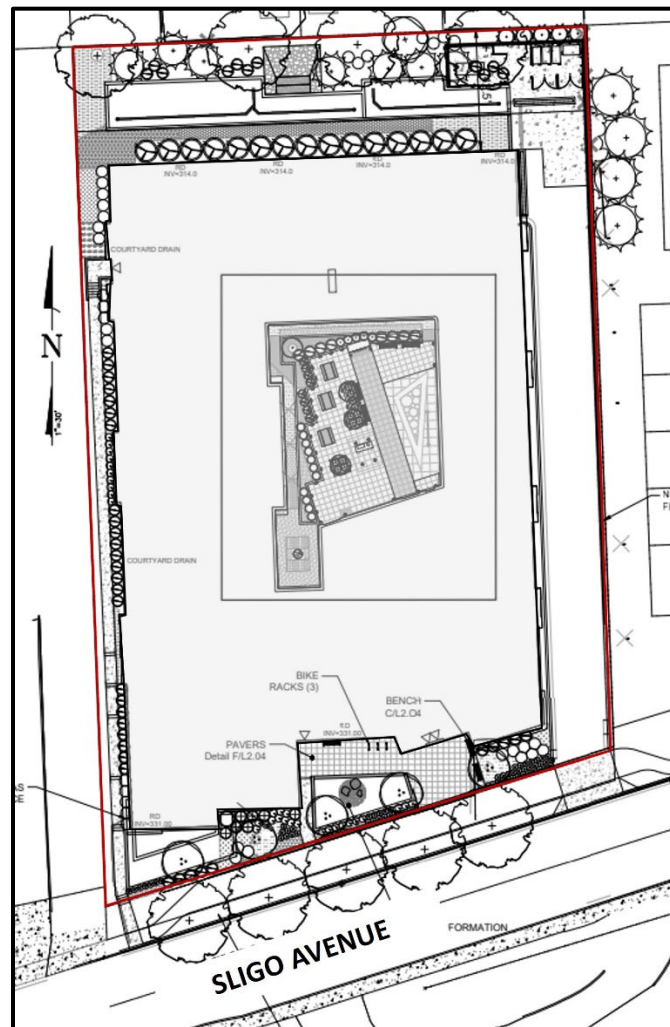 RD
INV=314.0
RD
INV=314.0
RD
INV=314.0
RD
INV=314.0
COURTYARD DRAIN
N
1"=30'
COURTYARD DRAIN
N
BIKE
RACKS (3)
BENCH
C/L2.O4
RD
INV=331.00
PAVERS
Detail F/L2.04
CE
RD
INV=331.00
FORMATION
SLIGO AVENUE